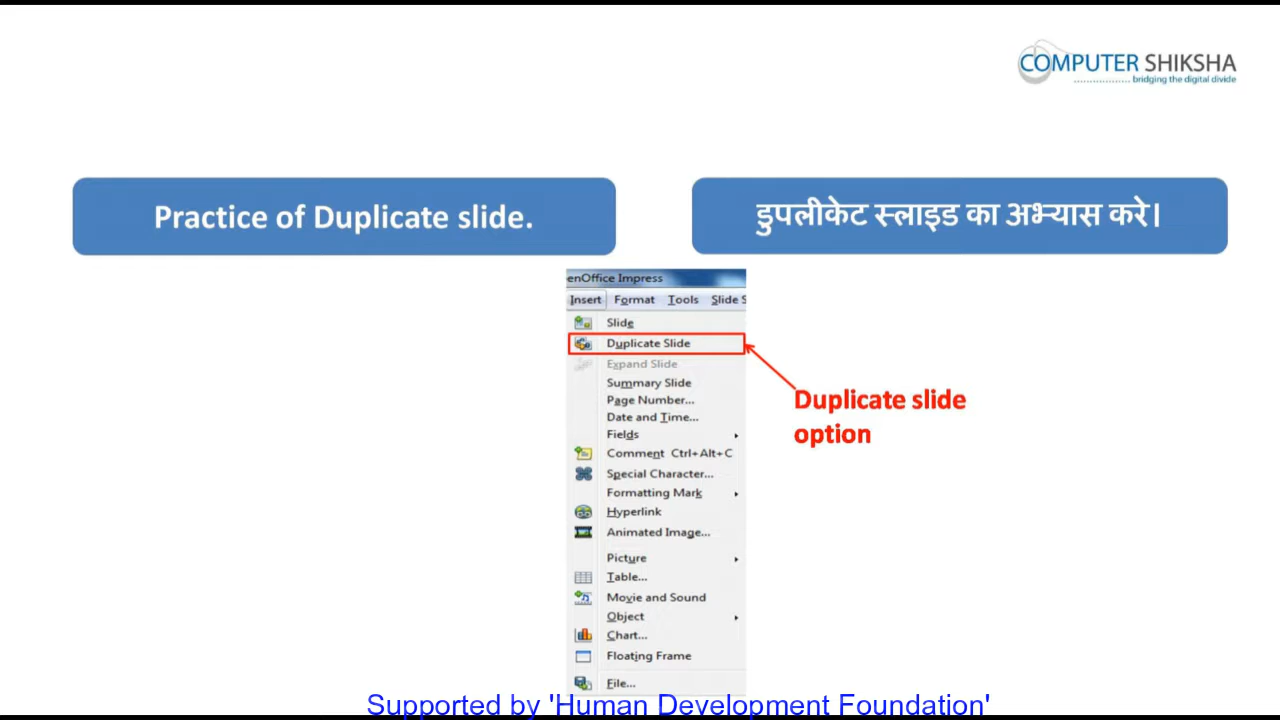 COMPUTER SHIKSHA
bridging the digital divide
Practice of Duplicate slide.
डुपलीकेट स्लाइड का अभ्यास करे।
enOffice Impress
Insert Format Tools Slide S
Slide
Duplicate Slide
Expand Slide
Summary Slide
Page Number...
Date and Time...
Fields
Comment Ctrl+Alt+C
Special Character...
Formatting Mark
Hyperlink
Animated Image...
Picture
Table...
Movie and Sound
Object
Chart...
Floating Frame
File...
Duplicate slide
option
Supported by 'Human Development Foundation'